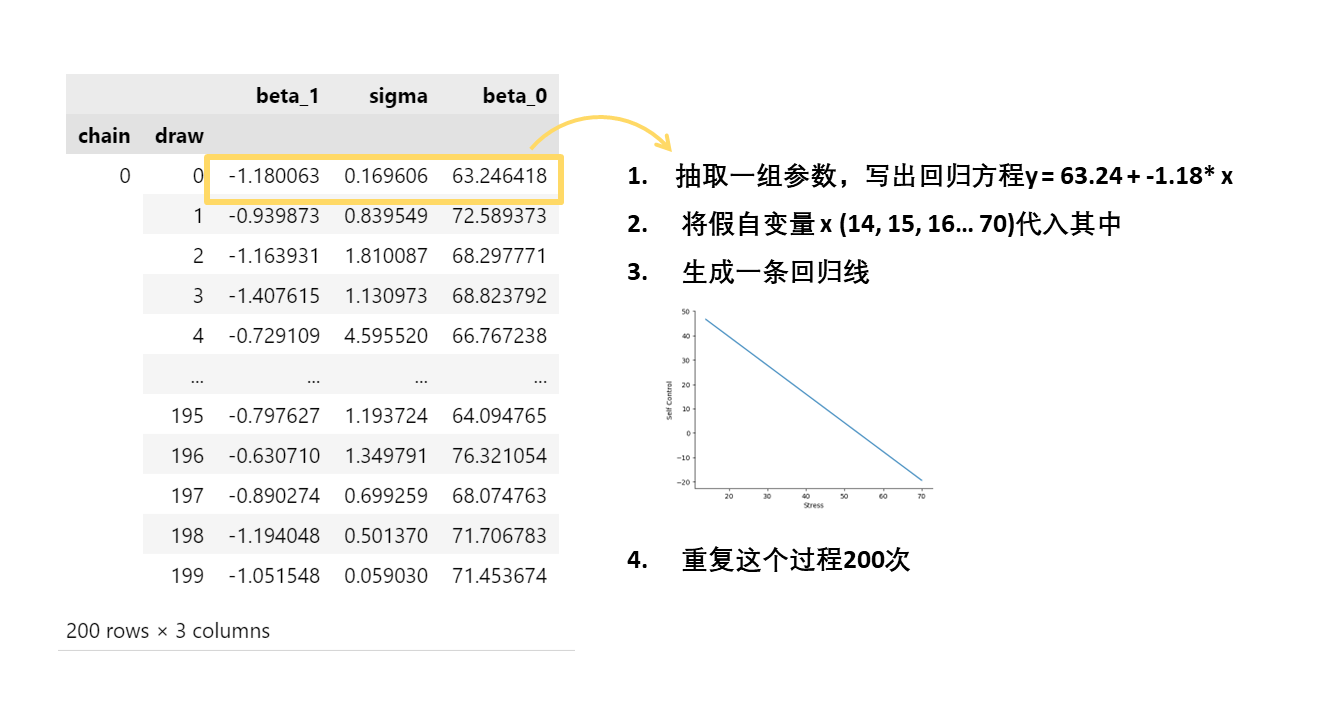 beta_1 sigma beta_0
chain draw
0 0 -1.180063 0.169606 63.246418
1 -0.939873 0.839549 72.589373
2 -1.163931 1.810087 68.297771
3 -1.407615 1.130973 68.823792
4 -0.729109 4.595520 66.767238
... ... ... ...
195 -0.797627 1.193724 64.094765
196 -0.630710 1.349791 76.321054
197 -0.890274 0.699259 68.074763
198 -1.194048 0.501370 71.706783
199 -1.051548 0.059030 71.453674
200 rows × 3 columns
1. 抽取一组参数，写出回归方程y = 63.24 + -1.18* x
2. 将假自变量 x (14, 15, 16... 70)代入其中
3. 生成一条回归线
50
40
30
20
10
0
−10
−20
Self Control
20 30 40 50 60 70
Stress
4. 重复这个过程200次